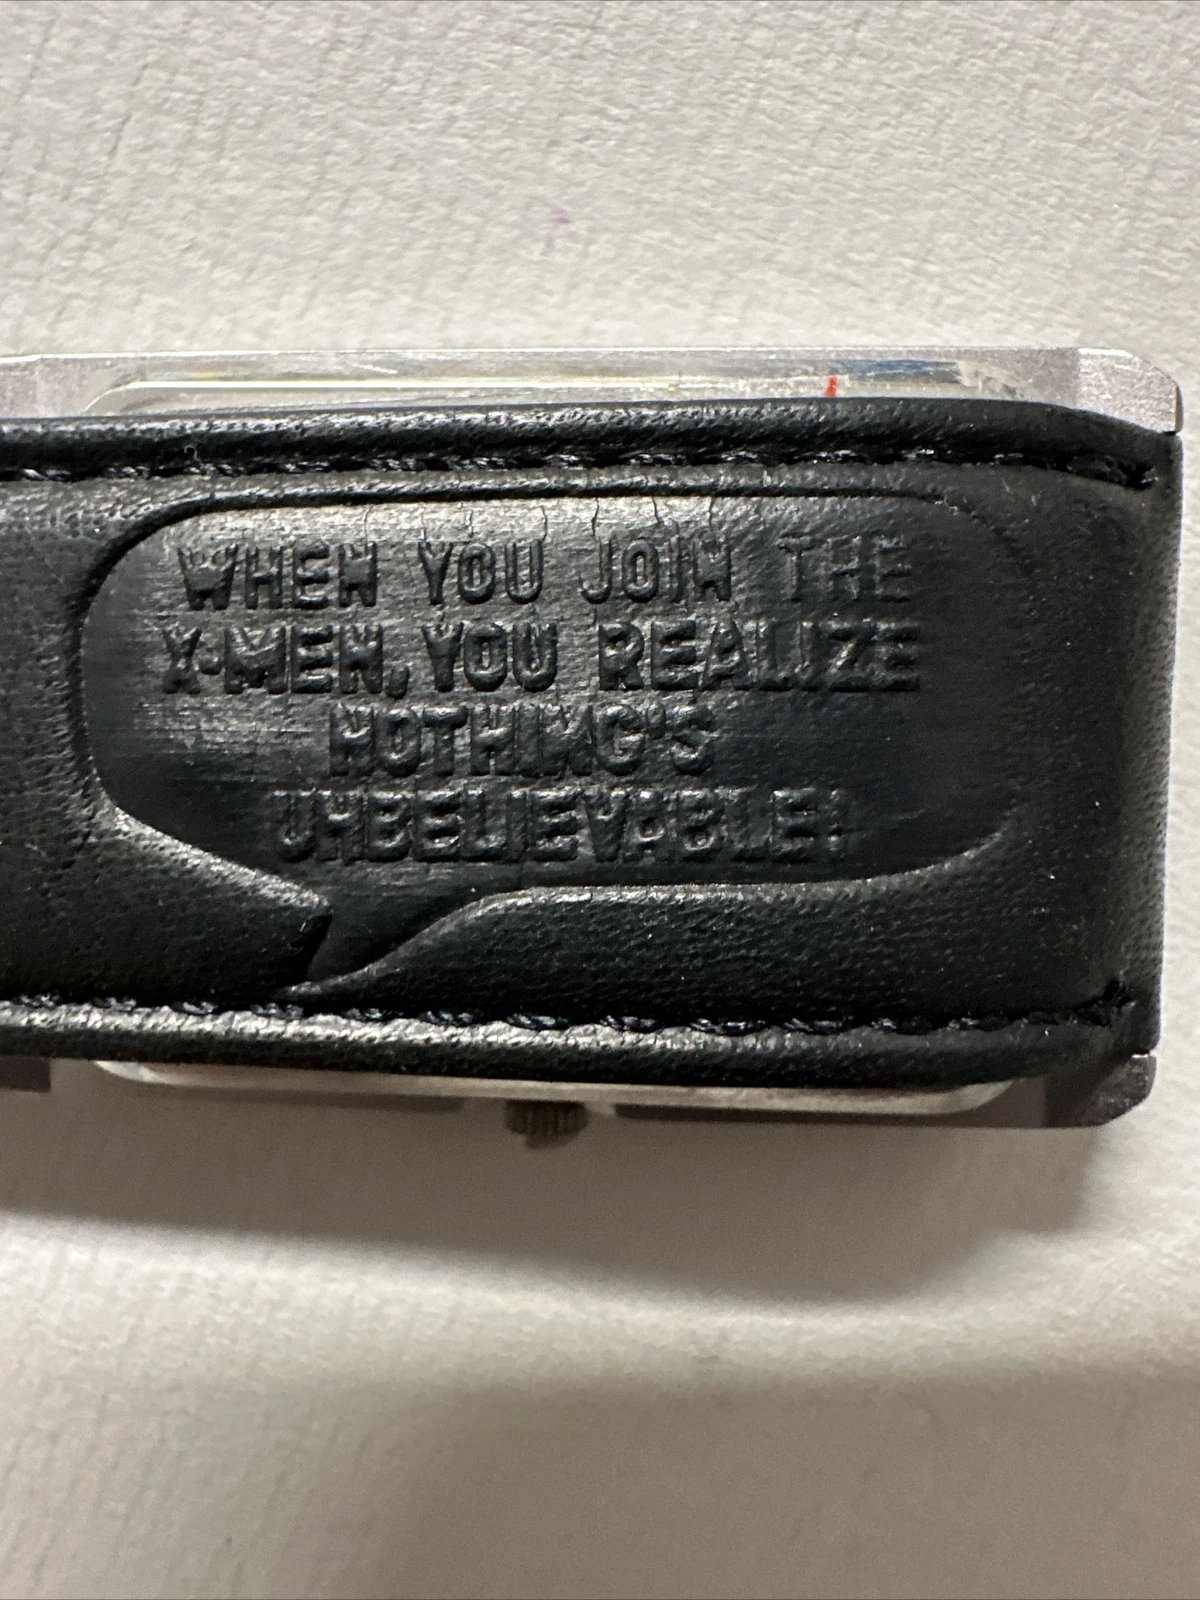 WHEN YOU JOIN THE
X-MEN, YOU REALIZE
NOTHING'S
UNBELIEVABLE!